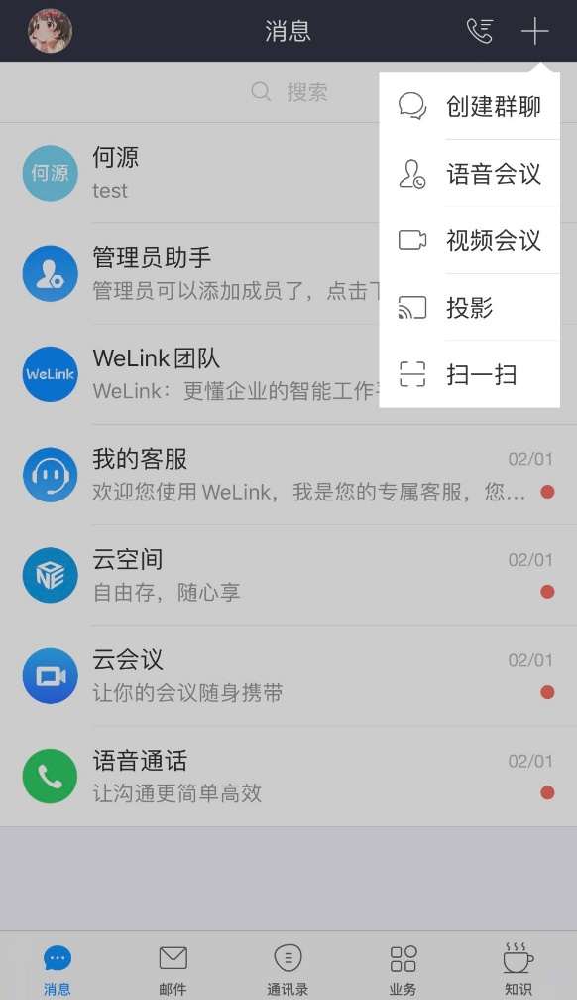 消息
搜索
创建群聊
语音会议
视频会议
投影
扫一扫
何源
何源
test
管理员助手
管理员可以添加成员了，点击
WeLink
WeLink团队
WeLink：更懂企业的智能工作
我的客服
02/01
欢迎您使用 WeLink，我是您的专属客服，您...
云空间
02/01
自由存，随心享
云会议
02/01
让你的会议随身携带
语音通话
02/01
让沟通更简单高效
消息
邮件
通讯录
业务
知识